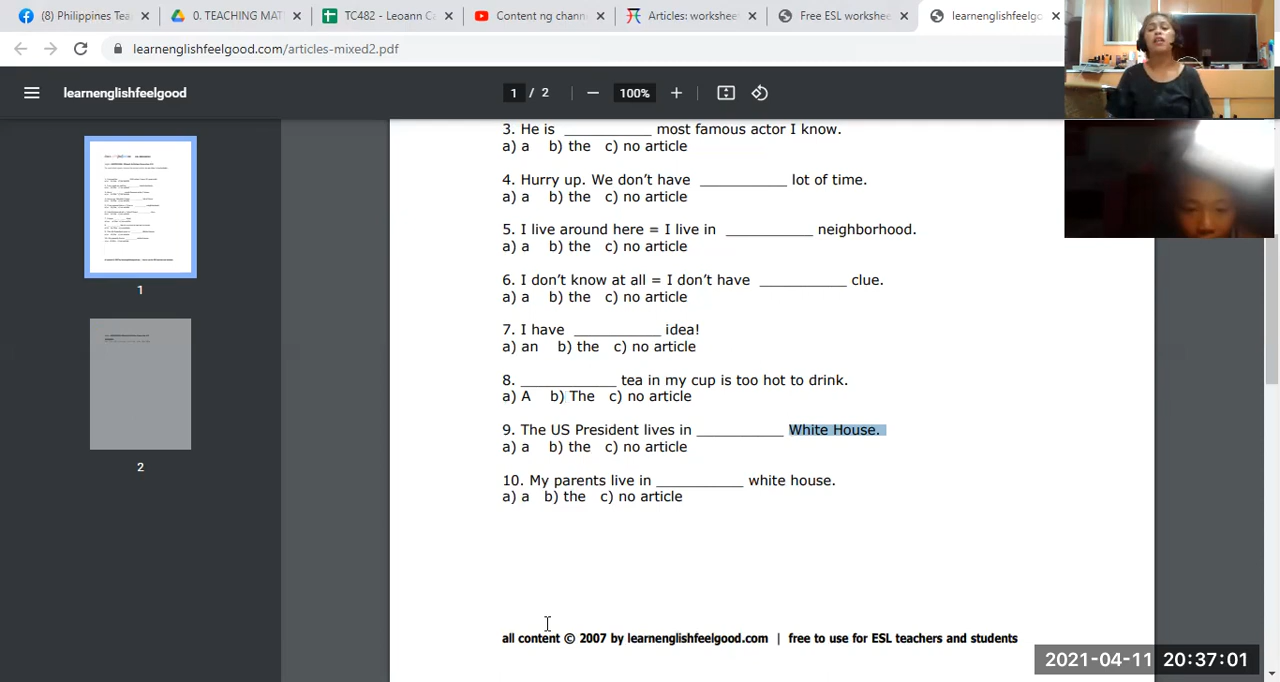 (8) Philippines Tea
0. TEACHING MAT
TC482 - Leoann C
Content ng chann
Articles: workshee
Free ESL workshee
learnenglishfeelgo
learnenglishfeelgood.com/articles-mixed2.pdf
learnenglishfeelgood
1 / 2
100%
3. He is ___________ most famous actor I know.
a) a b) the c) no article
4. Hurry up. We don't have ___________ lot of time.
a) a b) the c) no article
5. I live around here = I live in ___________ neighborhood.
a) a b) the c) no article
6. I don't know at all = I don't have ___________ clue.
a) a b) the c) no article
7. I have ___________ idea!
a) an b) the c) no article
8. ____________ tea in my cup is too hot to drink.
a) A b) The c) no article
9. The US President lives in ___________ White House.
a) a b) the c) no article
10. My parents live in ___________ white house.
a) a b) the c) no article
1
2
all content © 2007 by learnenglishfeelgood.com | free to use for ESL teachers and students
2021-04-11 20:37:01